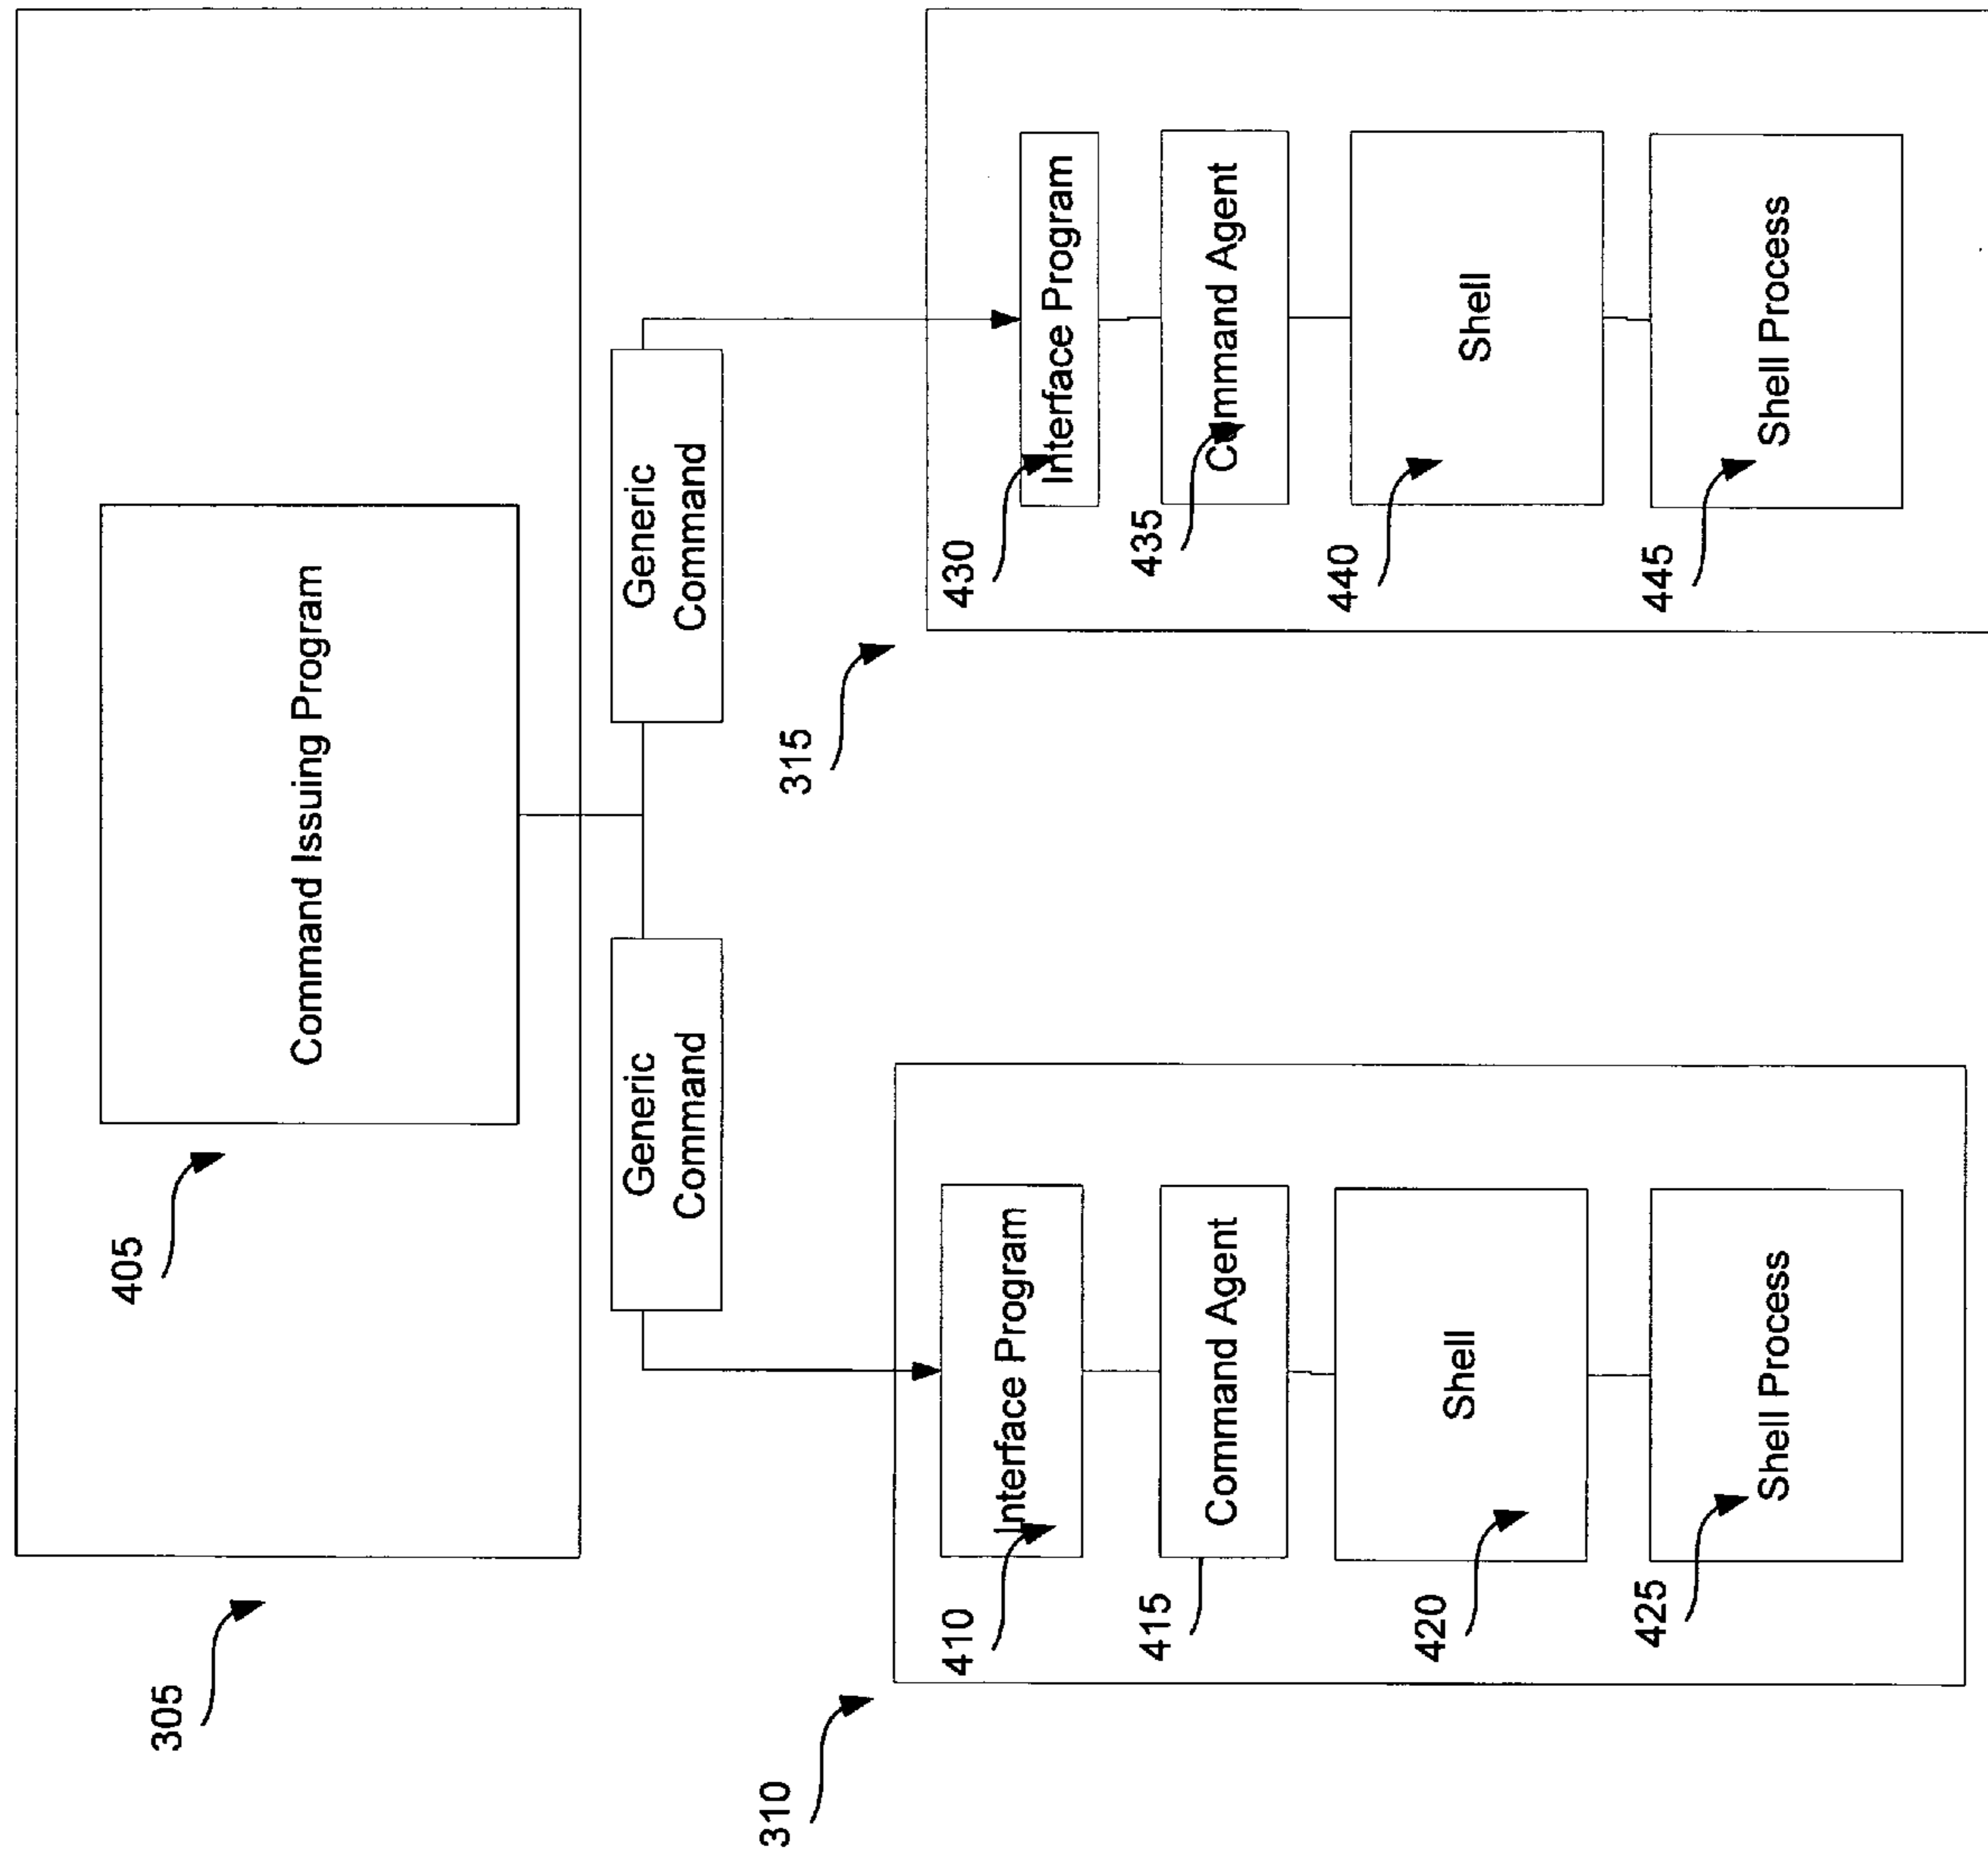 305
405
Command Issuing Program
Generic
Command
Generic
Command
310
315
410
Interface Program
415
Command Agent
420
Shell
425
Shell Process
430
Interface Program
435
Command Agent
440
Shell
445
Shell Process